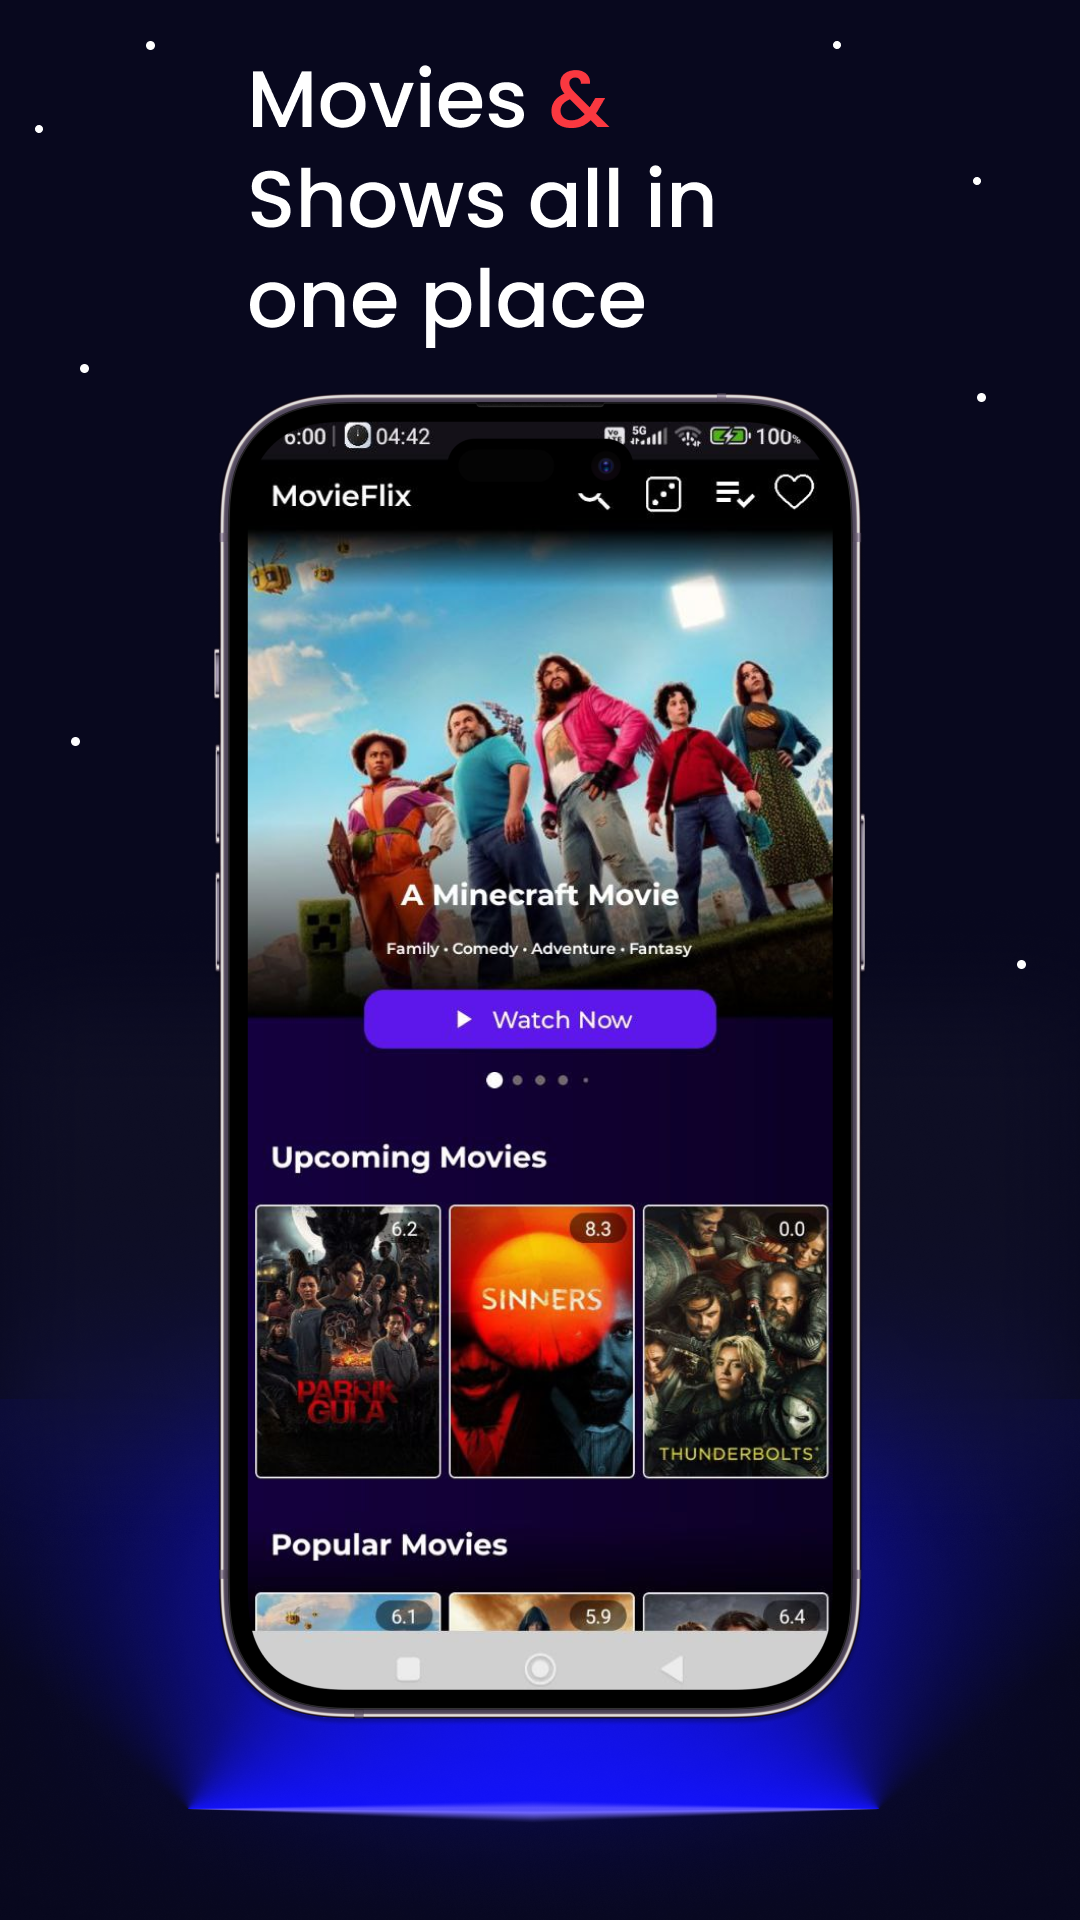 Movies &
Shows all in
one place
6:00 04:42 5G 100%
MovieFlix
A Minecraft Movie
Family • Comedy • Adventure • Fantasy
Watch Now
Upcoming Movies
6.2 8.3 0.0
SINNERS
PABRIK
GULA
THUNDERBOLTS*
Popular Movies
6.1 5.9 6.4